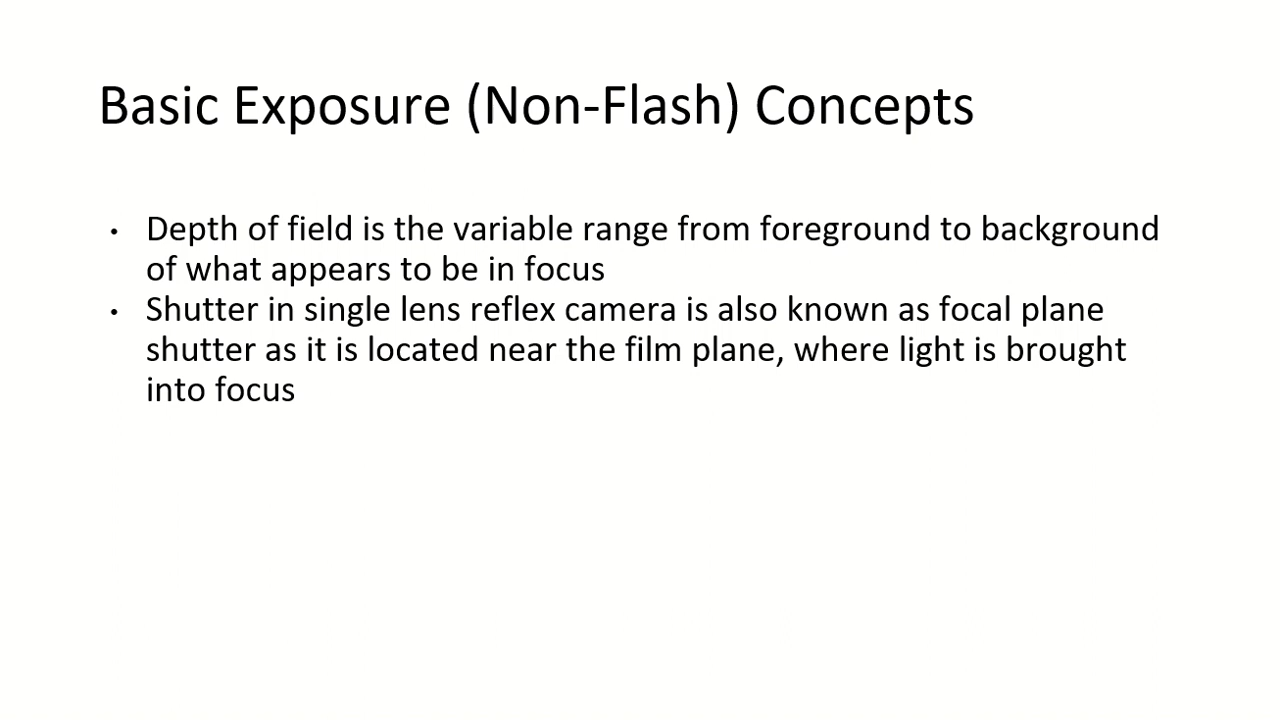 Basic Exposure (Non-Flash) Concepts
• Depth of field is the variable range from foreground to background
of what appears to be in focus
• Shutter in single lens reflex camera is also known as focal plane
shutter as it is located near the film plane, where light is brought
into focus